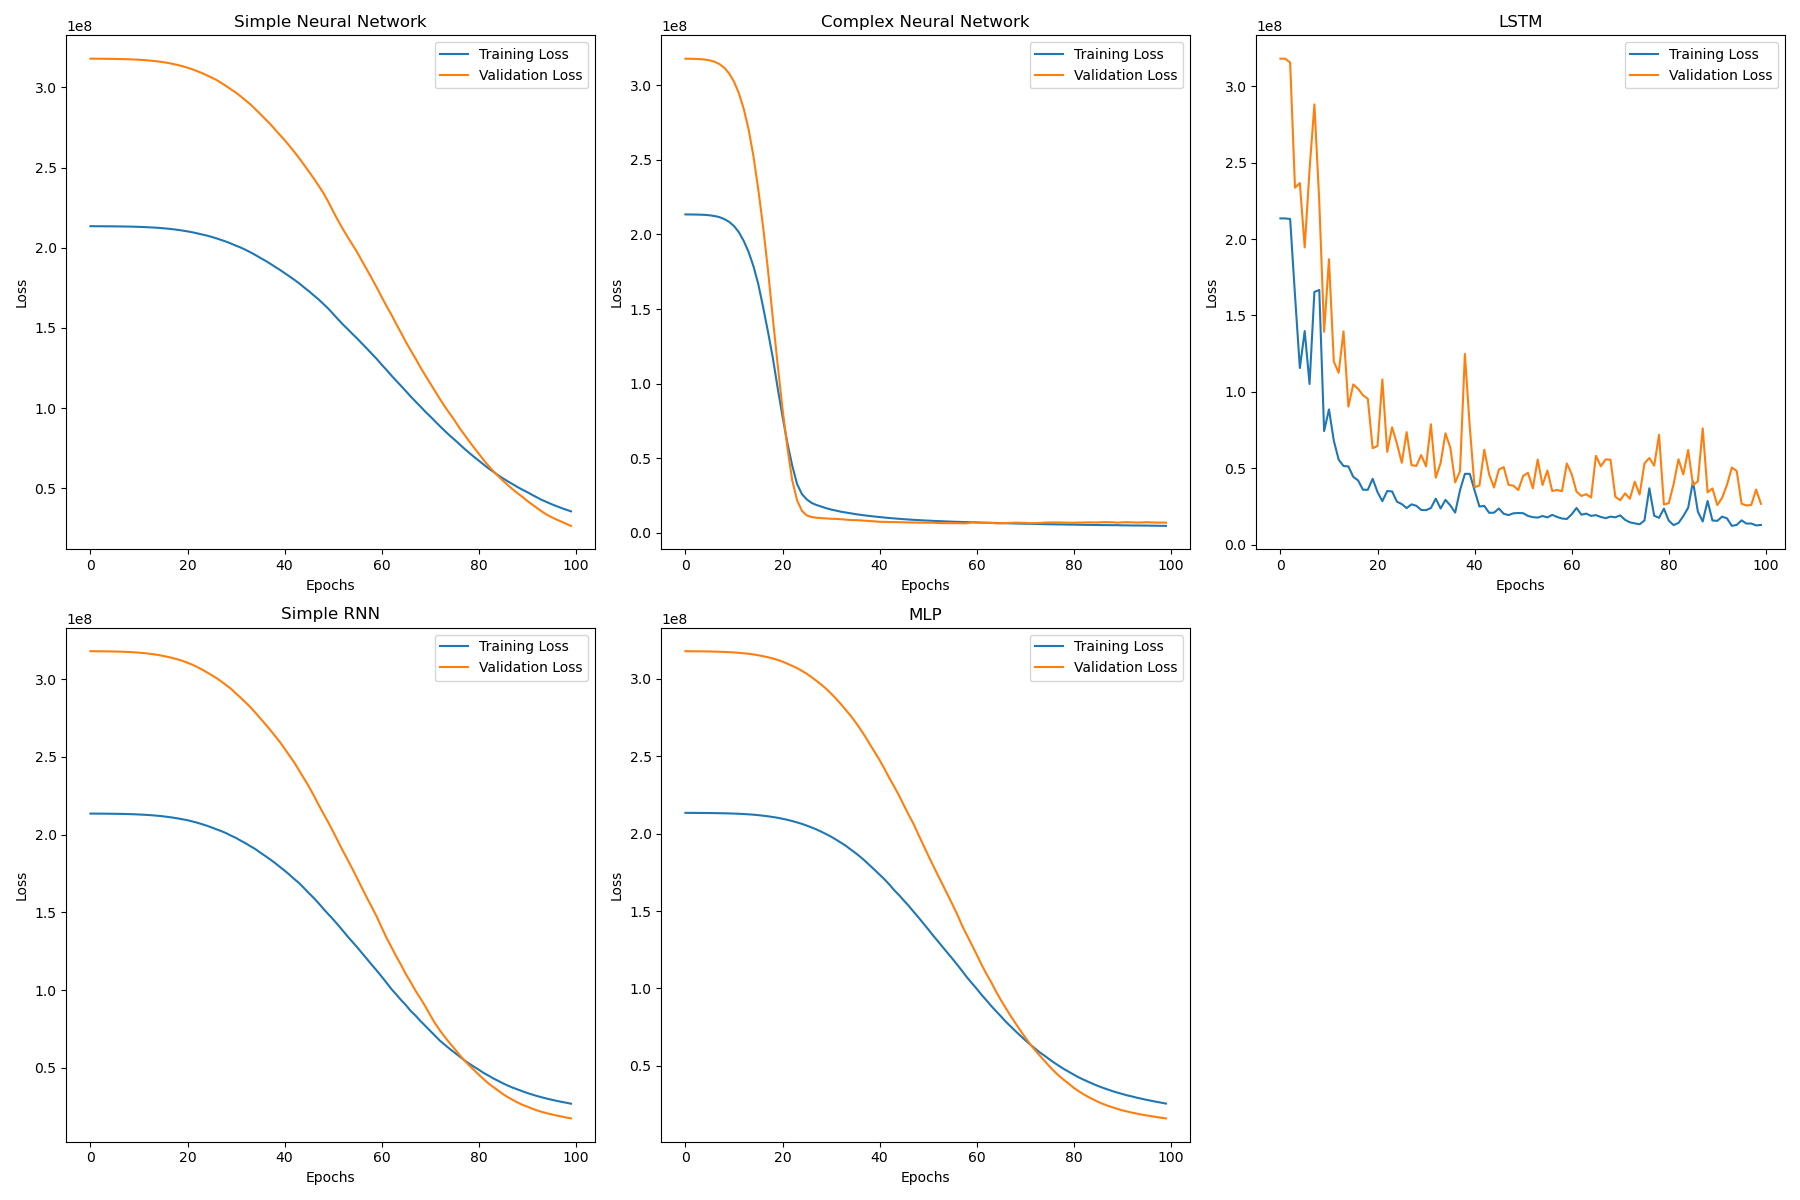 Simple Neural Network
1e8
Training Loss
Validation Loss
3.0
2.5
2.0
1.5
1.0
0.5
Loss
0 20 40 60 80 100
Epochs
Complex Neural Network
1e8
Training Loss
Validation Loss
3.0
2.5
2.0
1.5
1.0
0.5
0.0
Loss
0 20 40 60 80 100
Epochs
LSTM
1e8
Training Loss
Validation Loss
3.0
2.5
2.0
1.5
1.0
0.5
0.0
Loss
0 20 40 60 80 100
Epochs
Simple RNN
1e8
Training Loss
Validation Loss
3.0
2.5
2.0
1.5
1.0
0.5
Loss
0 20 40 60 80 100
Epochs
MLP
1e8
Training Loss
Validation Loss
3.0
2.5
2.0
1.5
1.0
0.5
Loss
0 20 40 60 80 100
Epochs